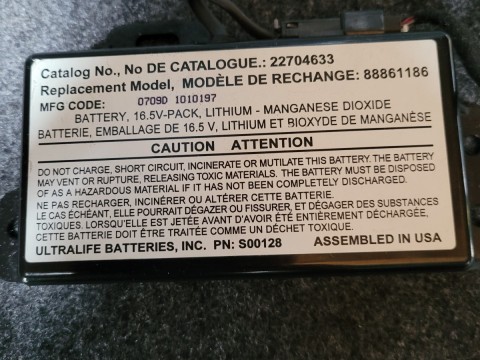 Catalog No., No DE CATALOGUE.: 22704633
Replacement Model, MODÈLE DE RECHANGE: 88861186
MFG CODE: 0709D 1010197
BATTERY, 16.5V-PACK, LITHIUM - MANGANESE DIOXIDE
BATTERIE, EMBALLAGE DE 16.5 V, LITHIUM ET BIOXYDE DE MANGANÈSE
CAUTION ATTENTION
DO NOT CHARGE, SHORT CIRCUIT, INCINERATE OR MUTILATE THIS BATTERY. THE BATTERY
MAY VENT OR RUPTURE, RELEASING TOXIC MATERIALS. THE BATTERY MUST BE DISPOSED
OF AS A HAZARDOUS MATERIAL IF IT HAS NOT BEEN COMPLETELY DISCHARGED.
NE PAS RECHARGER, INCINÉRER OU ALTÉRER CETTE BATTERIE.
LE CAS ÉCHÉANT, ELLE POURRAIT DÉGAZER OU FISSURER, ET DÉGAGER DES SUBSTANCES
TOXIQUES. LORSQUE EST JETÉE AVANT D'AVOIR ÉTÉ ENTIÈREMENT DÉCHARGÉE,
CETTE BATTERIE DOIT ÊTRE TRAITÉE COMME UN DÉCHET TOXIQUE.
ULTRALIFE BATTERIES, INC. PN: S00128 ASSEMBLED IN USA